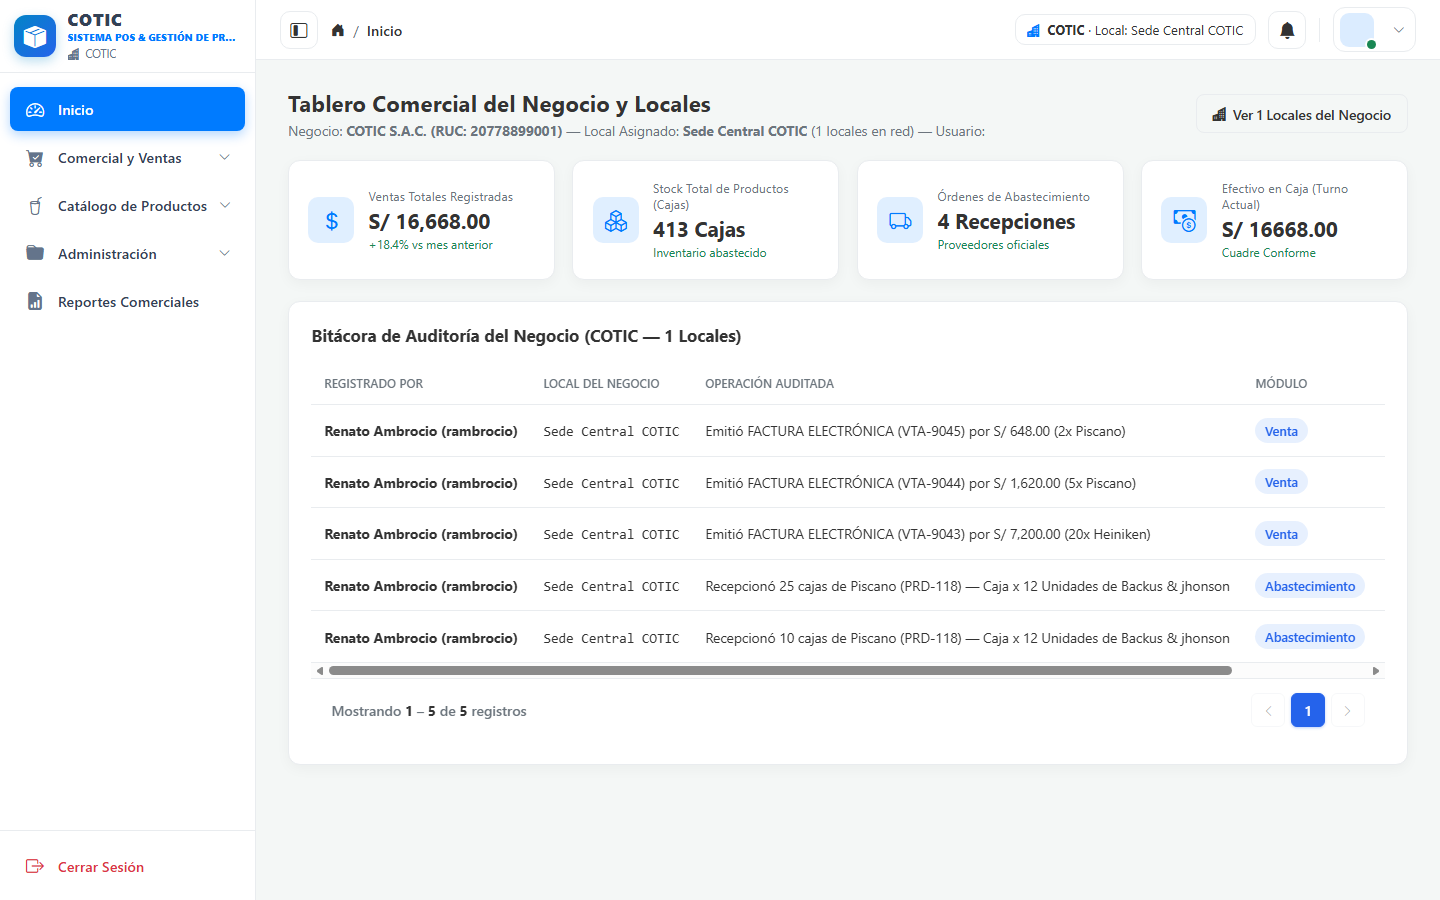 COTIC
SISTEMA POS & GESTIÓN DE PR...
COTIC
Inicio
Comercial y Ventas
Catálogo de Productos
Administración
Reportes Comerciales
Cerrar Sesión
/ Inicio
COTIC · Local: Sede Central COTIC
Tablero Comercial del Negocio y Locales
Negocio: COTIC S.A.C. (RUC: 20778899001) — Local Asignado: Sede Central COTIC (1 locales en red) — Usuario:
Ver 1 Locales del Negocio
Ventas Totales Registradas
S/ 16,668.00
+18.4% vs mes anterior
Stock Total de Productos
(Cajas)
413 Cajas
Inventario abastecido
Órdenes de Abastecimiento
4 Recepciones
Proveedores oficiales
Efectivo en Caja (Turno
Actual)
S/ 16668.00
Cuadre Conforme
Bitácora de Auditoría del Negocio (COTIC — 1 Locales)
REGISTRADO POR LOCAL DEL NEGOCIO OPERACIÓN AUDITADA MÓDULO
Renato Ambrocio (rambrocio) Sede Central COTIC Emitió FACTURA ELECTRÓNICA (VTA-9045) por S/ 648.00 (2x Piscano) Venta
Renato Ambrocio (rambrocio) Sede Central COTIC Emitió FACTURA ELECTRÓNICA (VTA-9044) por S/ 1,620.00 (5x Piscano) Venta
Renato Ambrocio (rambrocio) Sede Central COTIC Emitió FACTURA ELECTRÓNICA (VTA-9043) por S/ 7,200.00 (20x Heiniken) Venta
Renato Ambrocio (rambrocio) Sede Central COTIC Recepcionó 25 cajas de Piscano (PRD-118) — Caja x 12 Unidades de Backus & jhonson Abastecimiento
Renato Ambrocio (rambrocio) Sede Central COTIC Recepcionó 10 cajas de Piscano (PRD-118) — Caja x 12 Unidades de Backus & jhonson Abastecimiento
Mostrando 1 – 5 de 5 registros
1